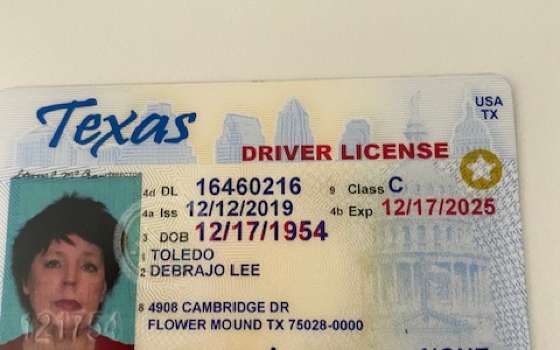 Texas
USA
TX
DRIVER LICENSE
4d DL 16460216 9 Class C
4a Iss 12/12/2019 4b Exp 12/17/2025
3 DOB 12/17/1954
1 TOLEDO
2 DEBRAJO LEE
8 4908 CAMBRIDGE DR
FLOWER MOUND TX 75028-0000
121754